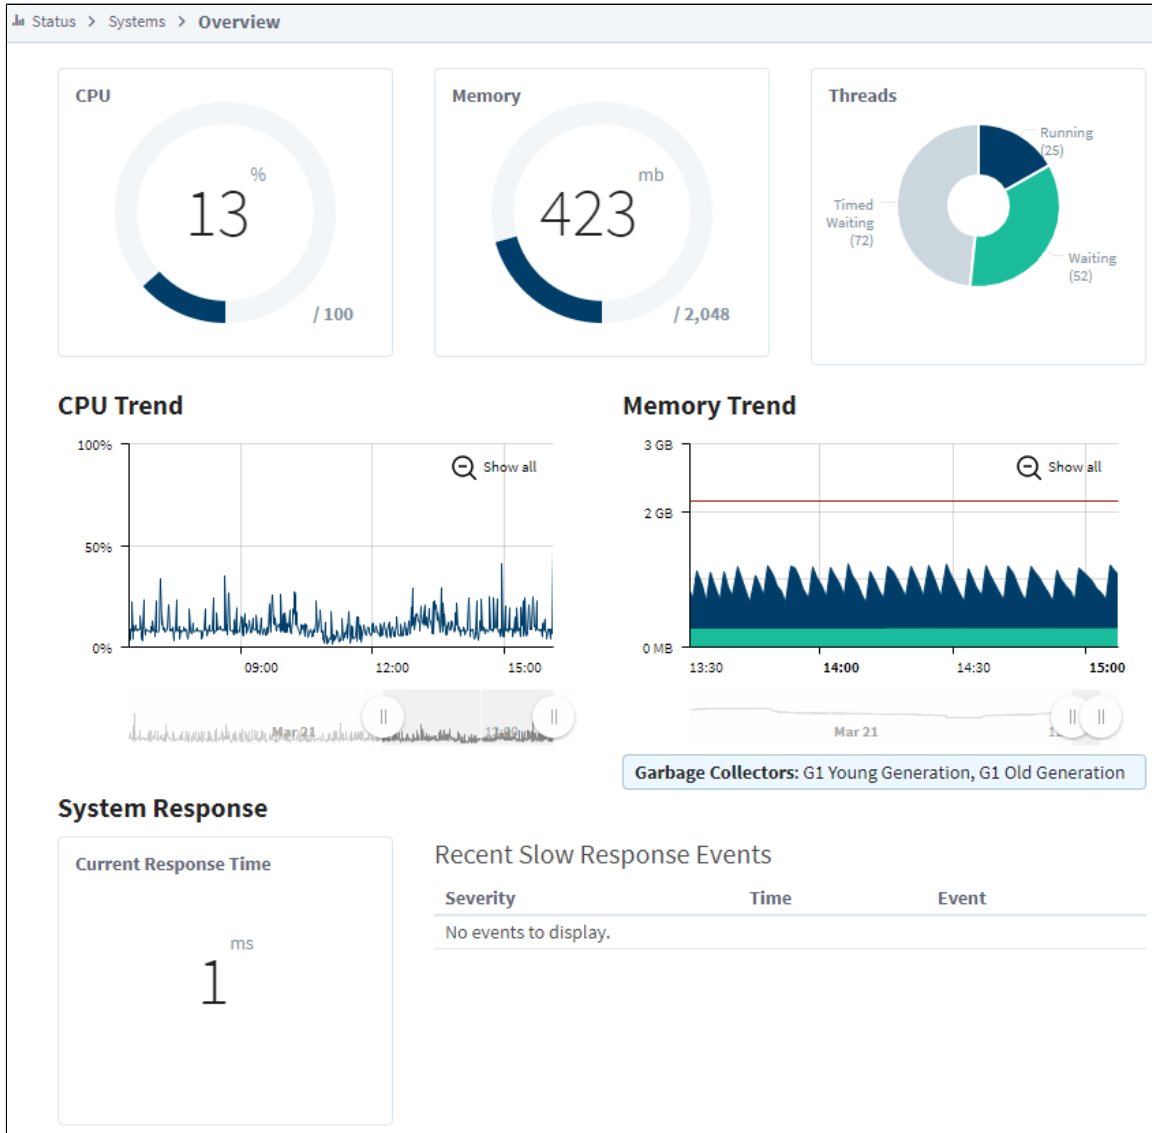 Status > Systems > Overview
CPU
13 %
/ 100
Memory
423 mb
/ 2,048
Threads
Running
(25)
Timed
Waiting
(72)
Waiting
(52)
CPU Trend
100%
50%
0%
Show all
09:00
12:00
15:00
Mar 21
12:00
Memory Trend
3 GB
2 GB
0 MB
Show all
13:30
14:00
14:30
15:00
Mar 21
Garbage Collectors: G1 Young Generation, G1 Old Generation
System Response
Current Response Time
1 ms
Recent Slow Response Events
Severity Time Event
No events to display.